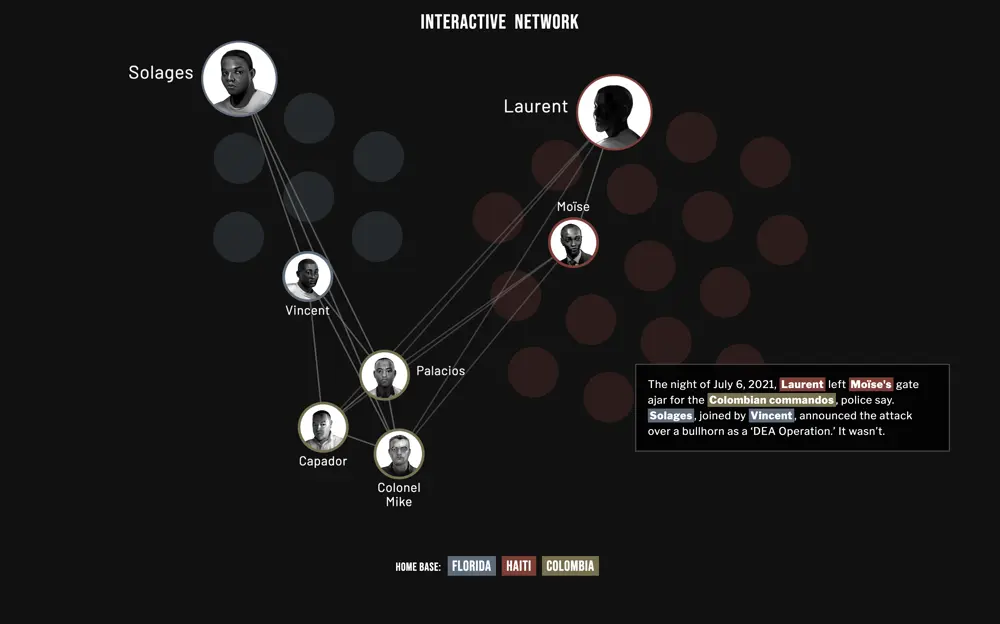 INTERACTIVE NETWORK
Solages
Laurent
Moïse
Vincent
Palacios
Capador
Colonel
Mike
The night of July 6, 2021, Laurent left Moïse's gate
ajar for the Colombian commandos, police say.
Solages, joined by Vincent, announced the attack
over a bullhorn as a ‘DEA Operation.’ It wasn’t.
HOME BASE: FLORIDA HAITI COLOMBIA